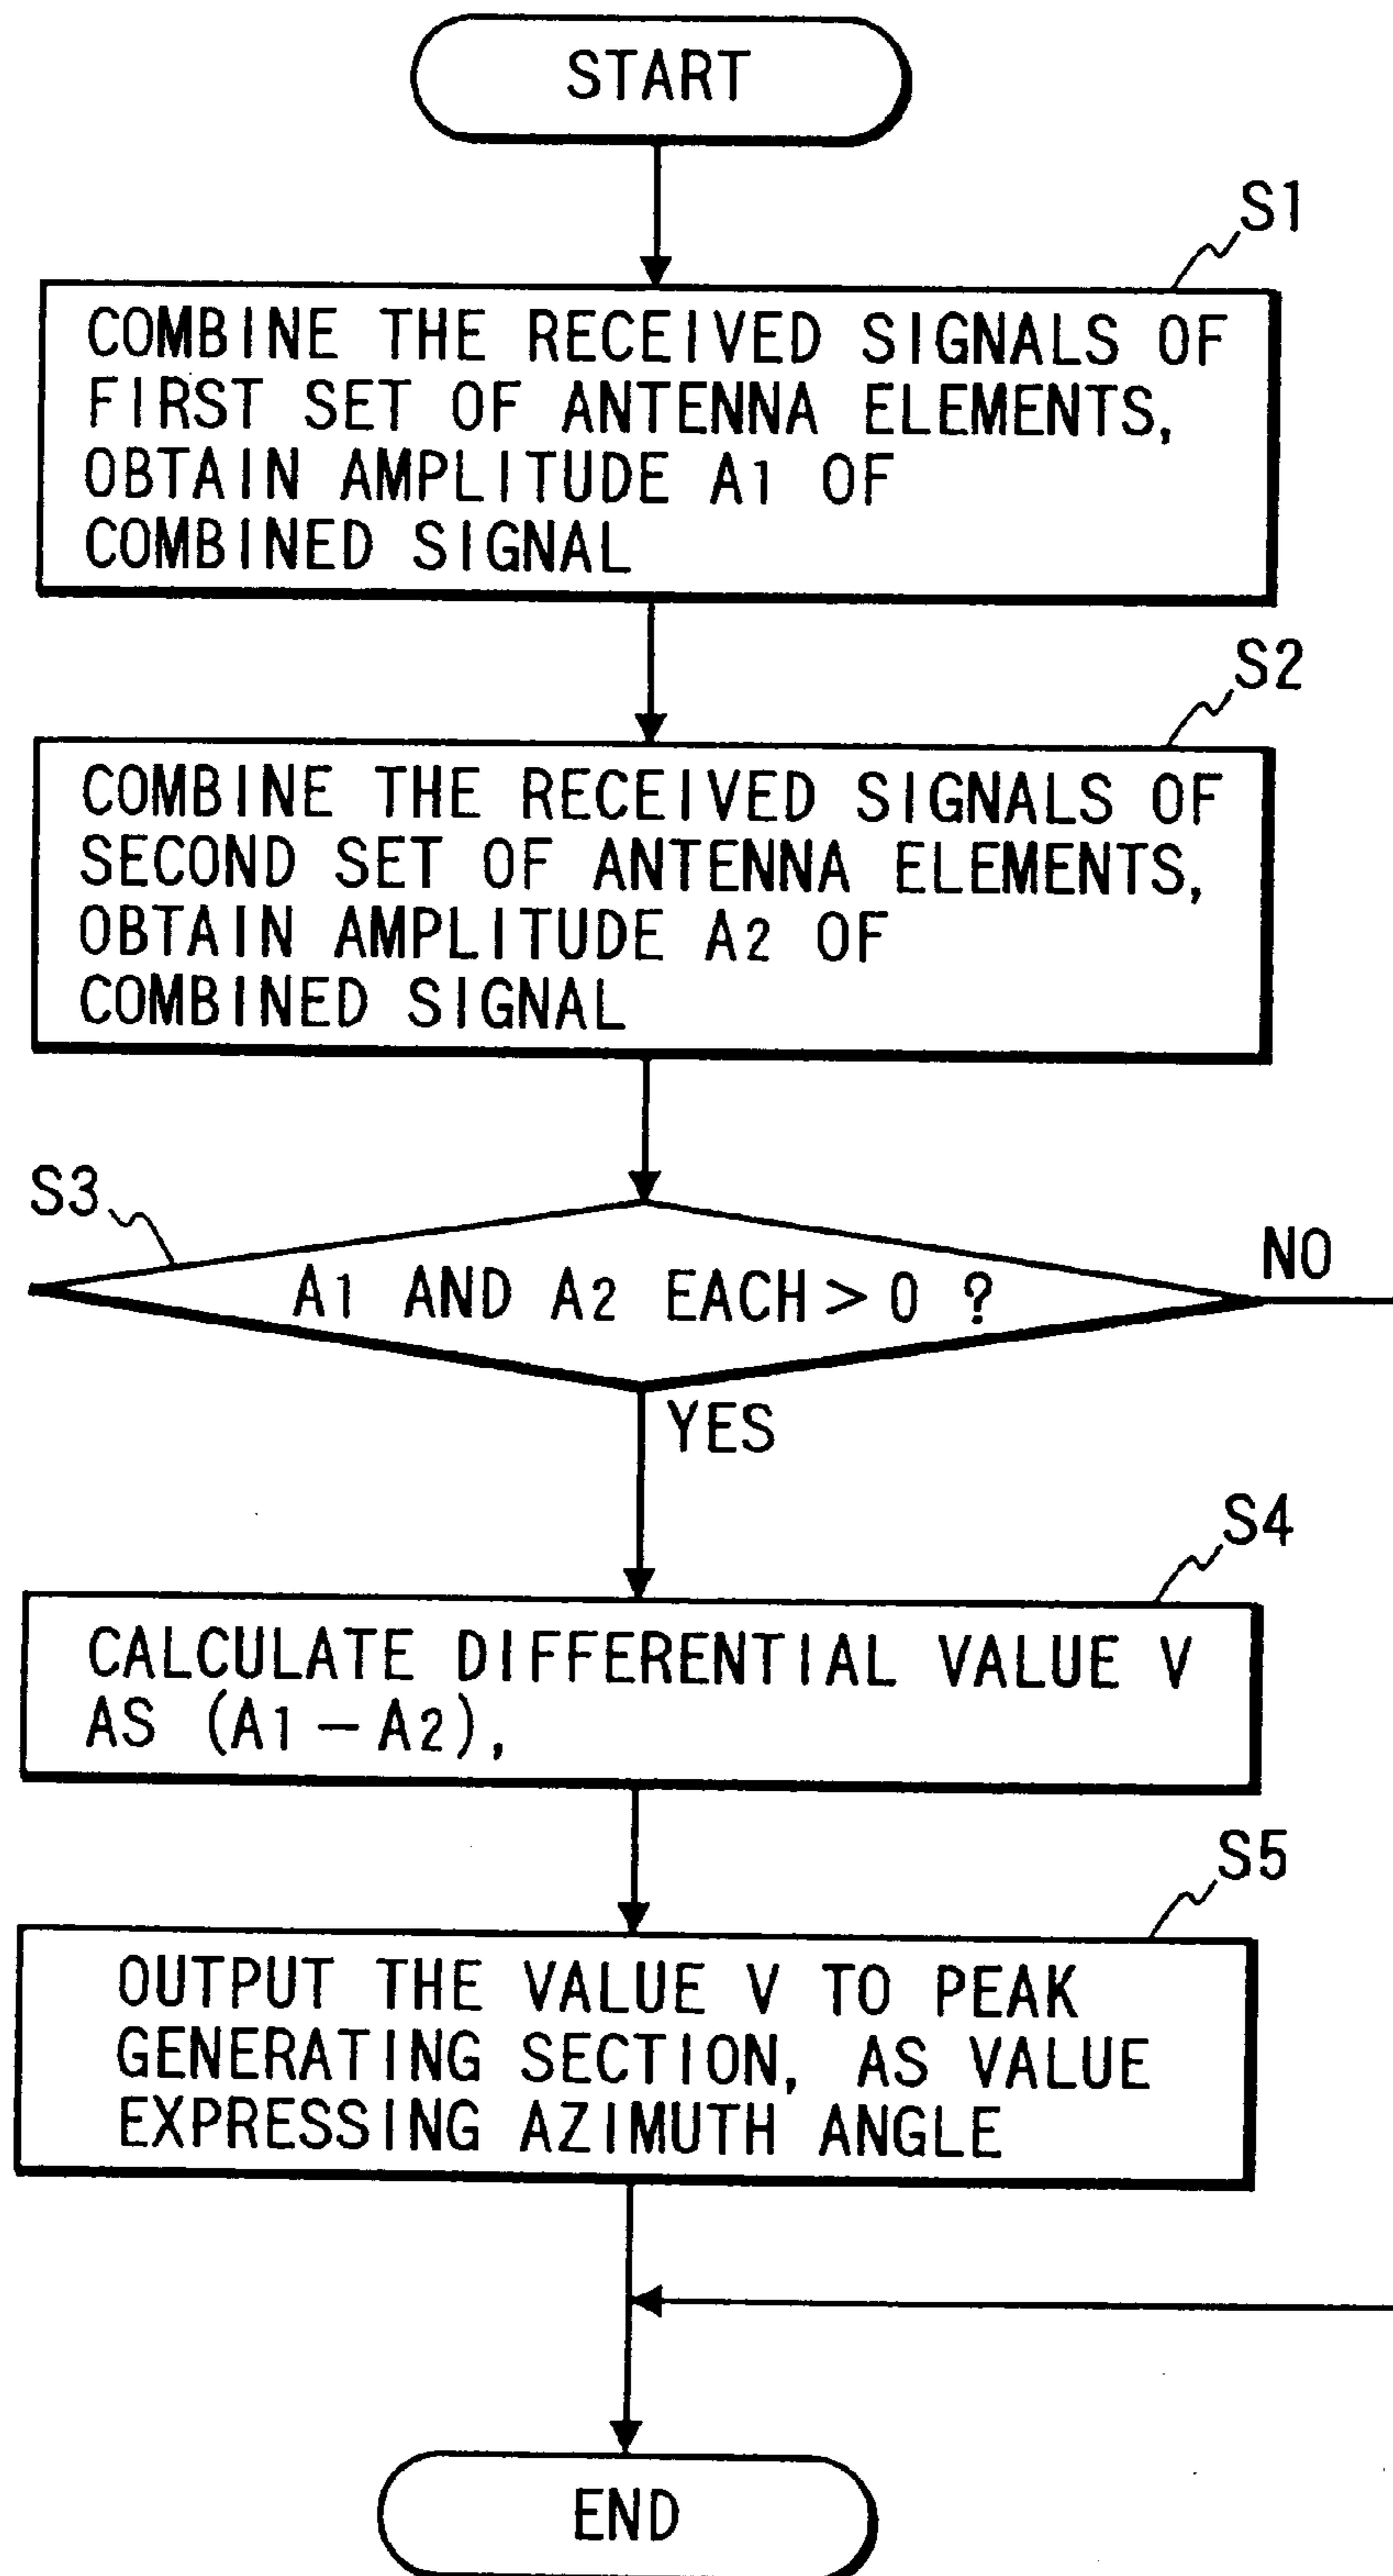 START
S1
COMBINE THE RECEIVED SIGNALS OF
FIRST SET OF ANTENNA ELEMENTS,
OBTAIN AMPLITUDE A1 OF
COMBINED SIGNAL
S2
COMBINE THE RECEIVED SIGNALS OF
SECOND SET OF ANTENNA ELEMENTS,
OBTAIN AMPLITUDE A2 OF
COMBINED SIGNAL
S3
A1 AND A2 EACH > 0 ?
NO
YES
S4
CALCULATE DIFFERENTIAL VALUE V
AS (A1 – A2),
S5
OUTPUT THE VALUE V TO PEAK
GENERATING SECTION, AS VALUE
EXPRESSING AZIMUTH ANGLE
END